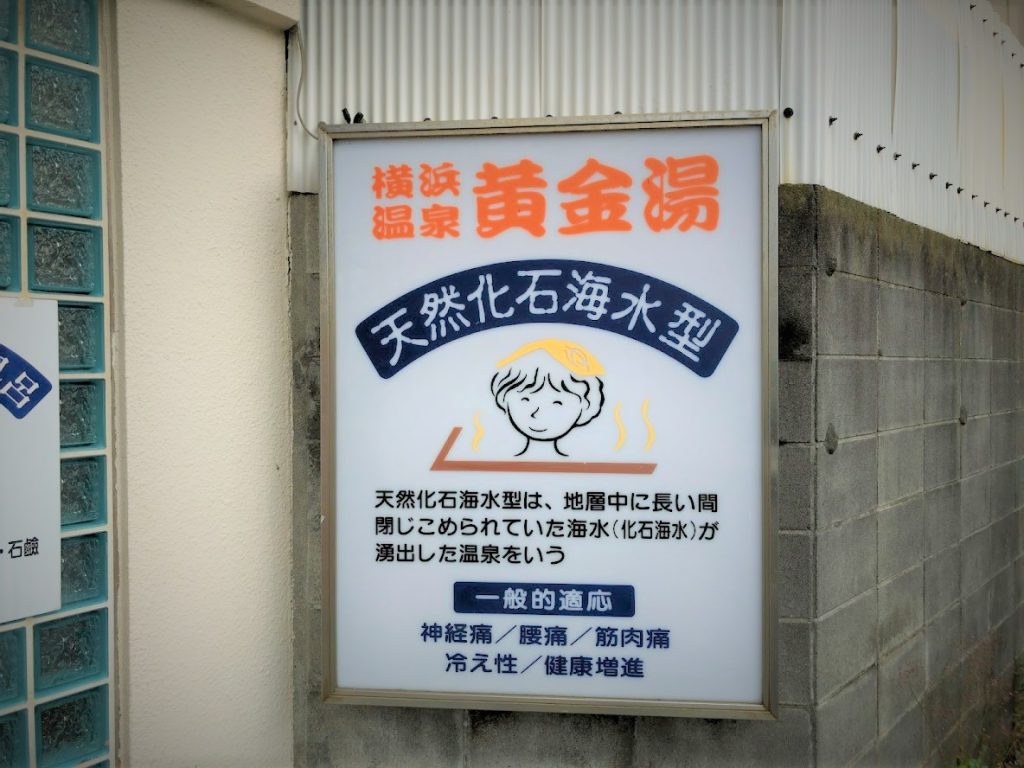 横浜温泉 黄金湯
天然化石海水型
天然化石海水型は、地層中に長い間
閉じこめられていた海水（化石海水）が
湧出した温泉をいう
一般的適応
神経痛／腰痛／筋肉痛
冷え性／健康増進
呂
・石鹸